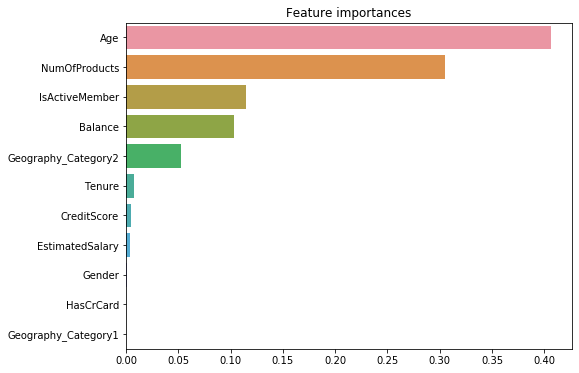 Feature importances
Age
NumOfProducts
IsActiveMember
Balance
Geography_Category2
Tenure
CreditScore
EstimatedSalary
Gender
HasCrCard
Geography_Category1
0.00 0.05 0.10 0.15 0.20 0.25 0.30 0.35 0.40